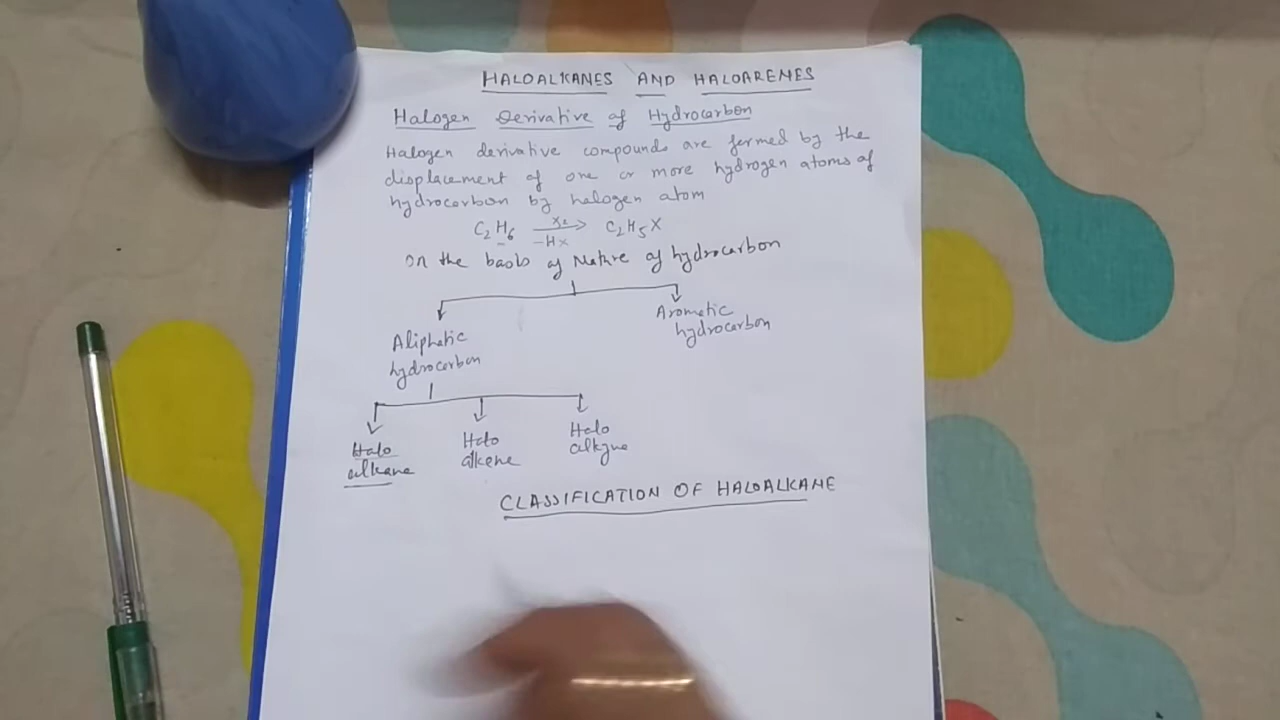 HALOALKANES AND HALOARENES
Halogen Derivative of Hydrocarbon
Halogen derivative compounds are formed by the
displacement of one or more hydrogen atoms of
hydrocarbon by halogen atom
C₂H₆ X₂ → -HX C₂H₅X
on the basis of Nature of hydrocarbon
Aliphatic hydrocarbon
Aromatic hydrocarbon
Halo alkane
Halo alkene
Halo alkyne
CLASSIFICATION OF HALOALKANE